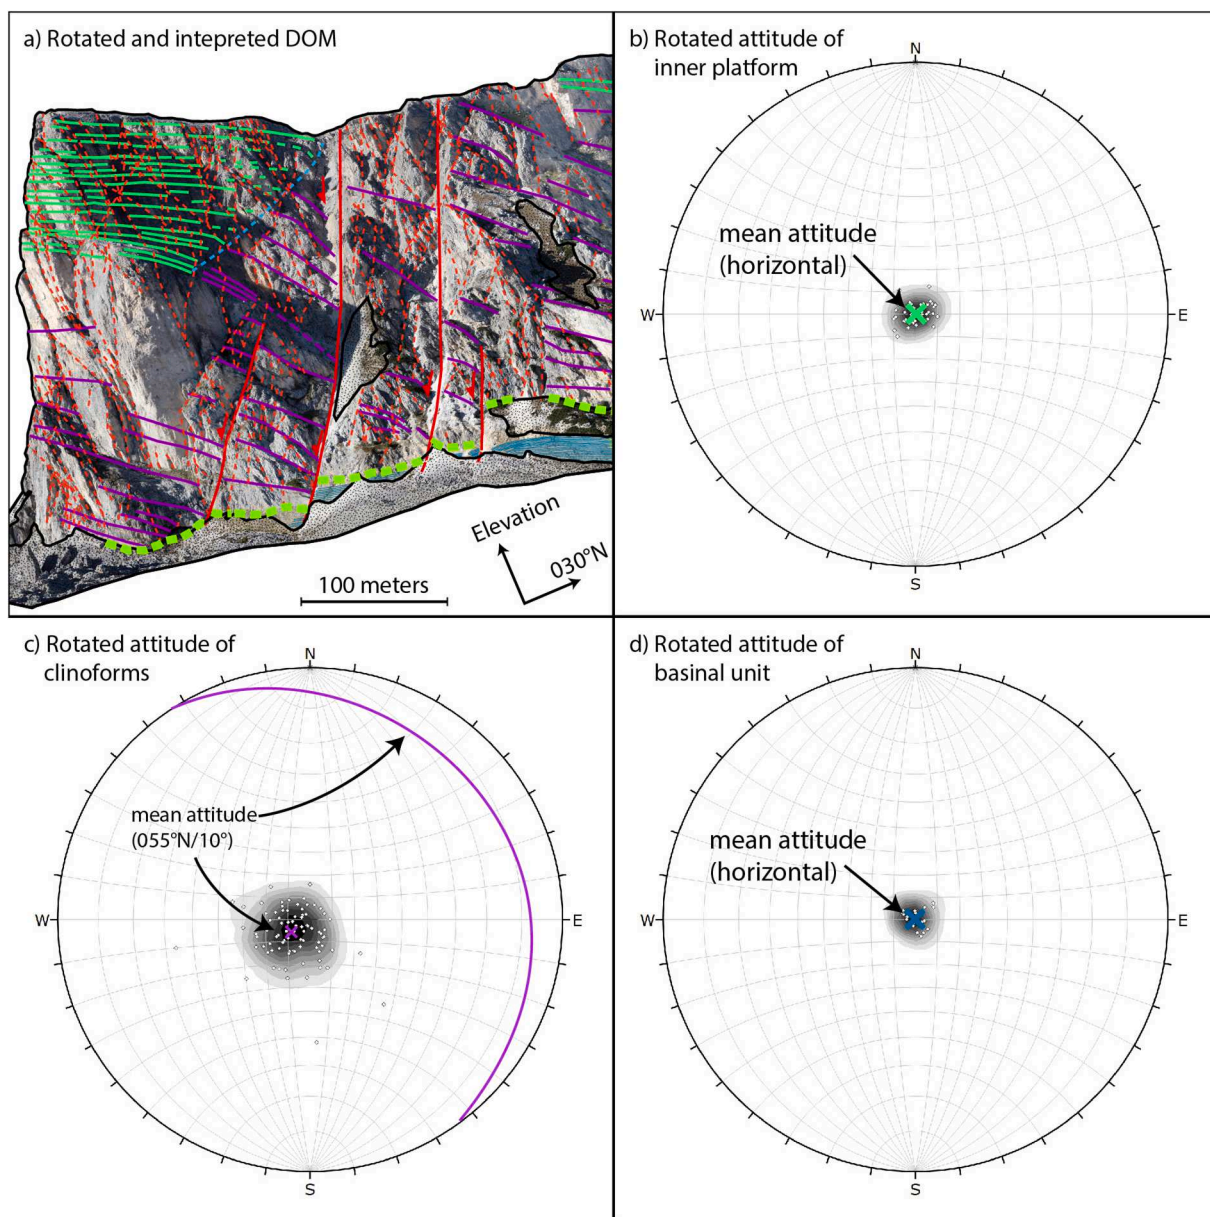 a) Rotated and intepreted DOM
Elevation
030°N
100 meters
b) Rotated attitude of
inner platform
N
mean attitude
(horizontal)
W
E
S
c) Rotated attitude of
clinoforms
N
mean attitude
(055°N/10°)
W
E
S
d) Rotated attitude of
basinal unit
N
mean attitude
(horizontal)
W
E
S